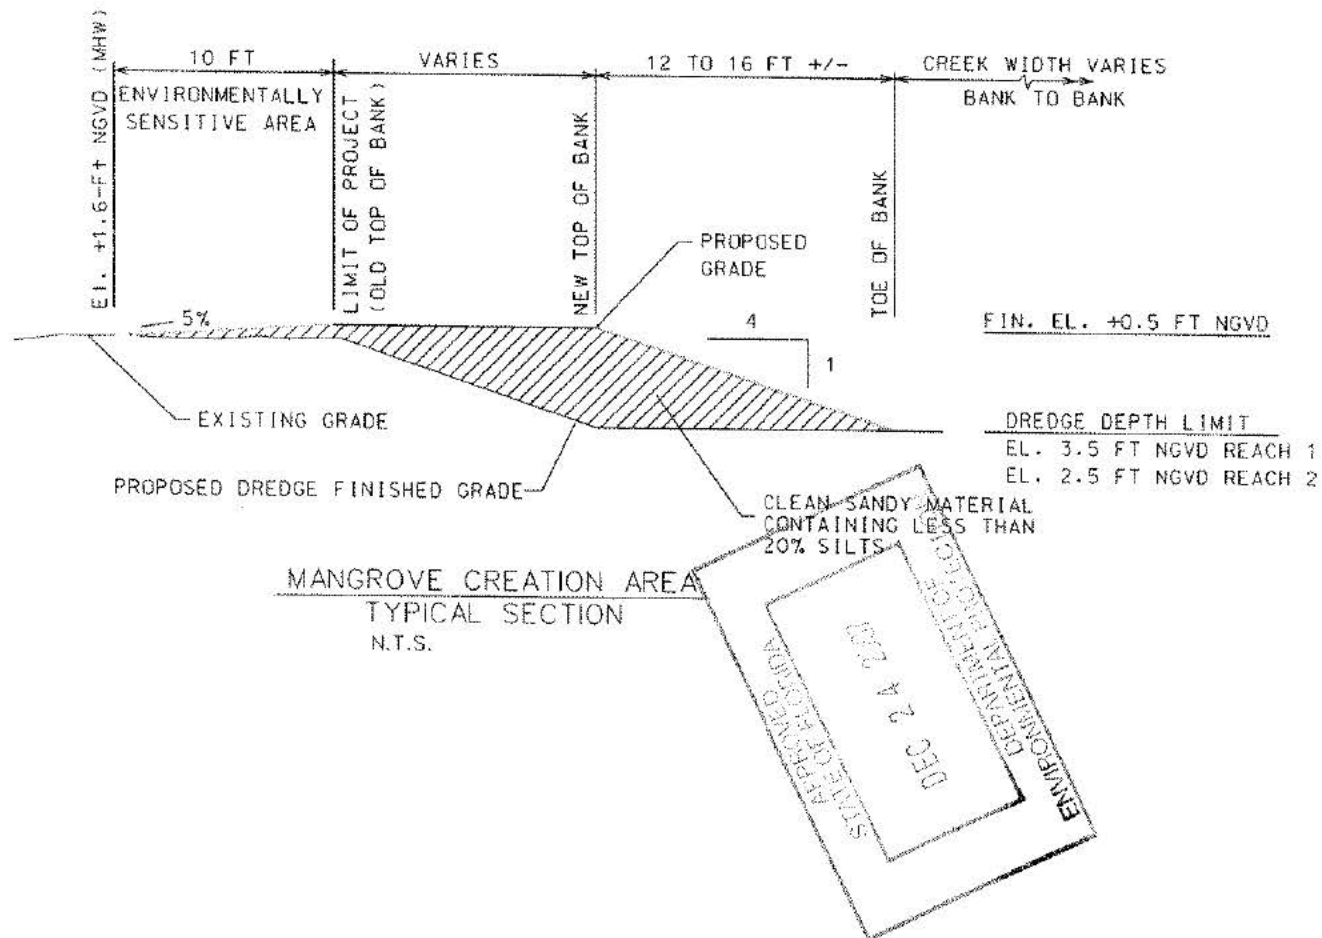 EL. +1.6-Ft NGVD (MHW)
10 FT
VARIES
12 TO 16 FT +/-
CREEK WIDTH VARIES
BANK TO BANK
ENVIRONMENTALLY
SENSITIVE AREA
LIMIT OF PROJECT
(OLD TOP OF BANK)
NEW TOP OF BANK
TOE OF BANK
PROPOSED
GRADE
5%
4
1
FIN. EL. +0.5 FT NGVD
EXISTING GRADE
DREDGE DEPTH LIMIT
EL. 3.5 FT NGVD REACH 1
EL. 2.5 FT NGVD REACH 2
PROPOSED DREDGE FINISHED GRADE
CLEAN SANDY MATERIAL
CONTAINING LESS THAN
20% SILTS
MANGROVE CREATION AREA
TYPICAL SECTION
N.T.S.
APPROVED
STATE OF FLORIDA
DEC 24
DEPARTMENT OF
ENVIRONMENTAL